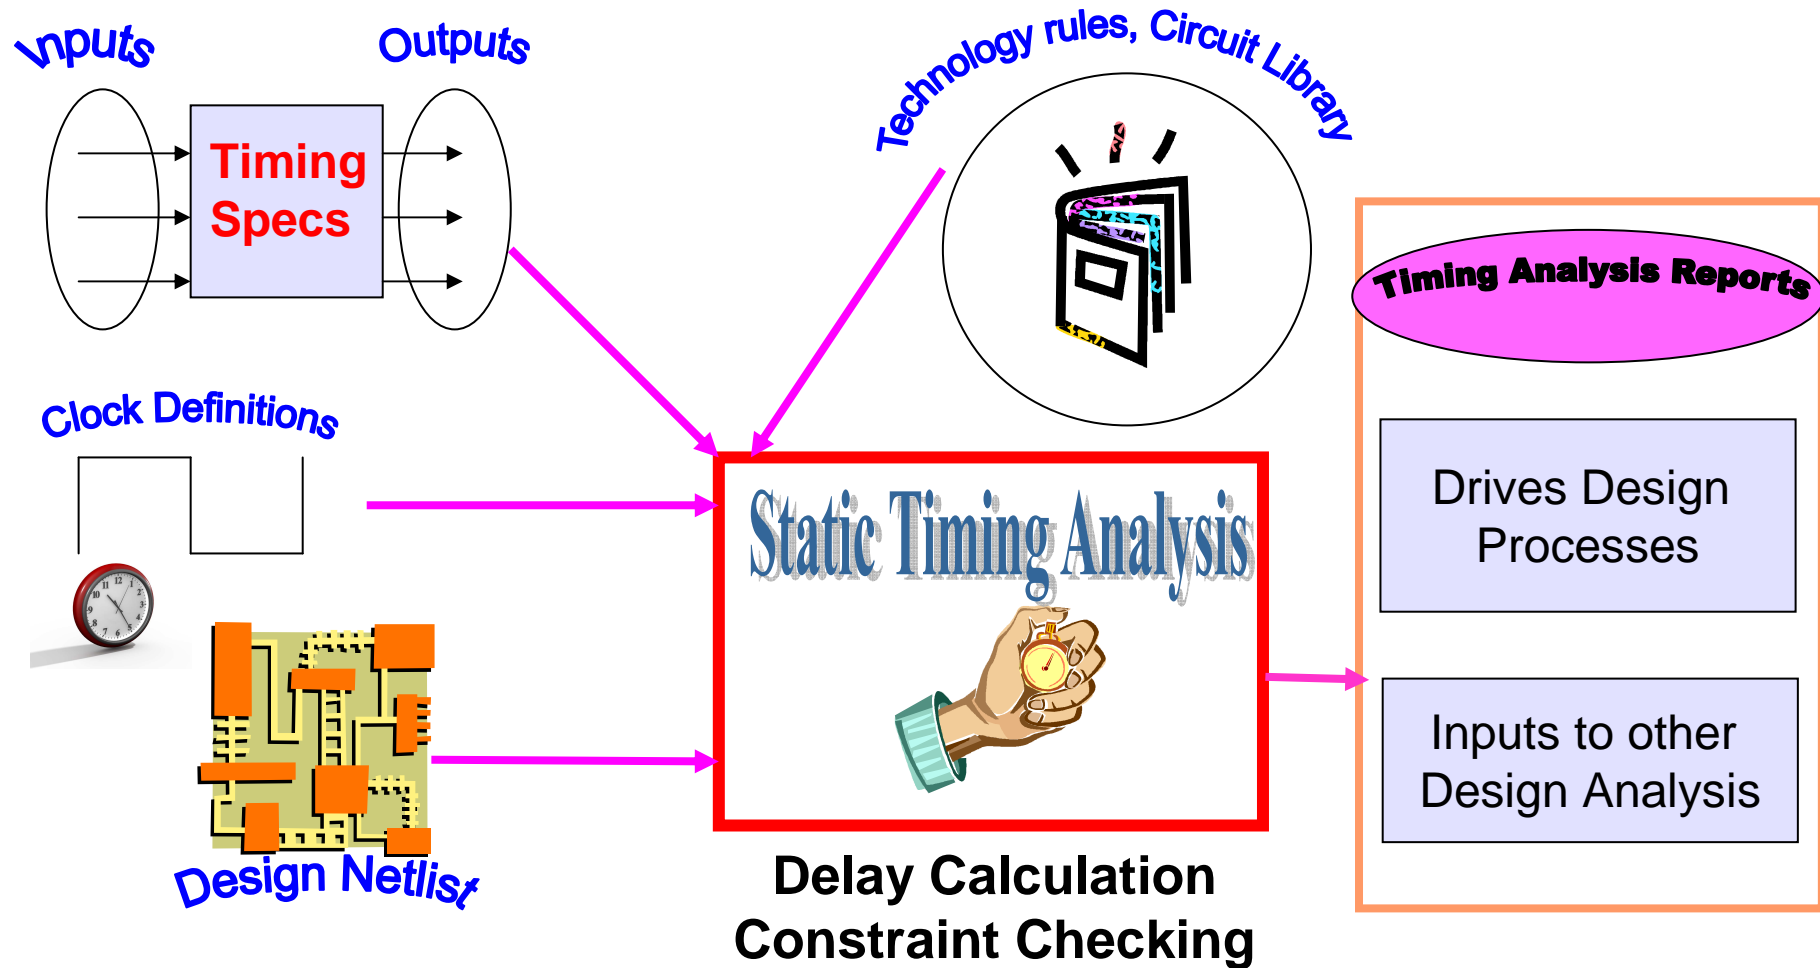 Inputs
Outputs
Timing
Specs
Technology rules, Circuit Library
Timing Analysis Reports
Clock Definitions
Static Timing Analysis
Drives Design
Processes
Inputs to other
Design Analysis
Design Netlist
Delay Calculation
Constraint Checking